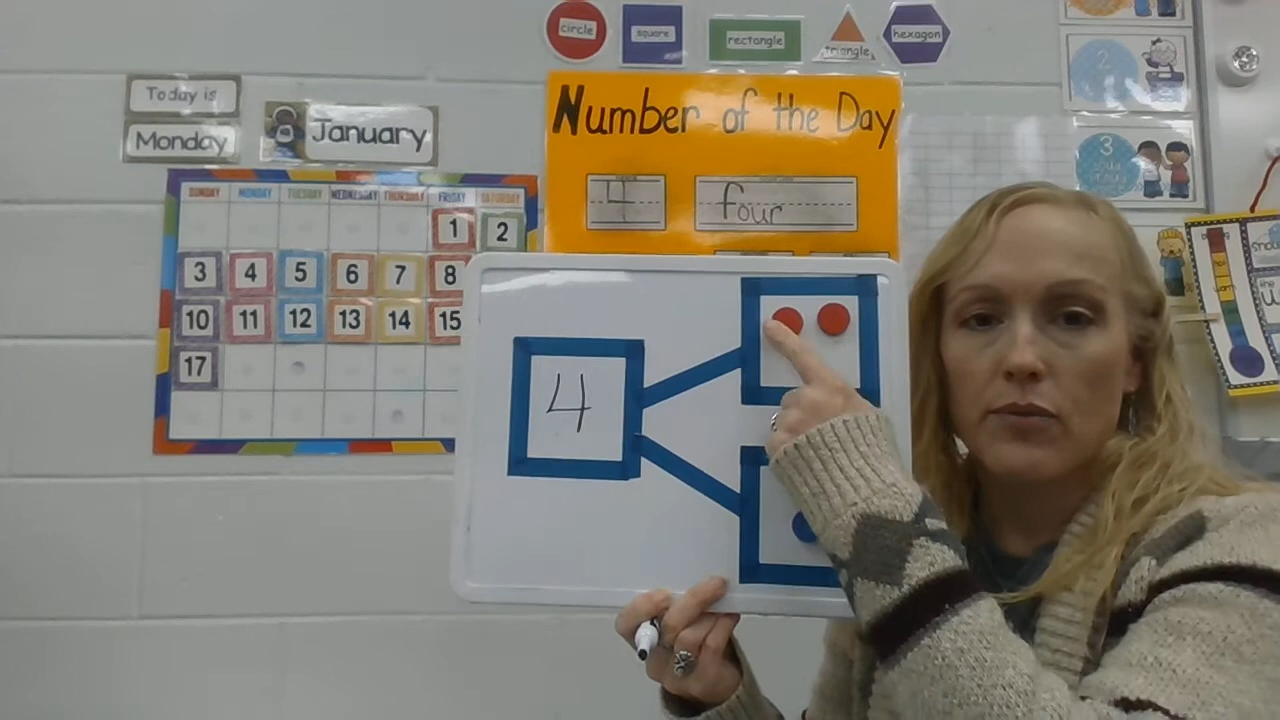 circle
square
rectangle
triangle
hexagon
Today is
Monday
January
SUNDAY MONDAY TUESDAY WEDNESDAY THURSDAY FRIDAY SATURDAY
1 2
3 4 5 6 7 8
10 11 12 13 14 15
17
Number of the Day
4 four
4
2
3